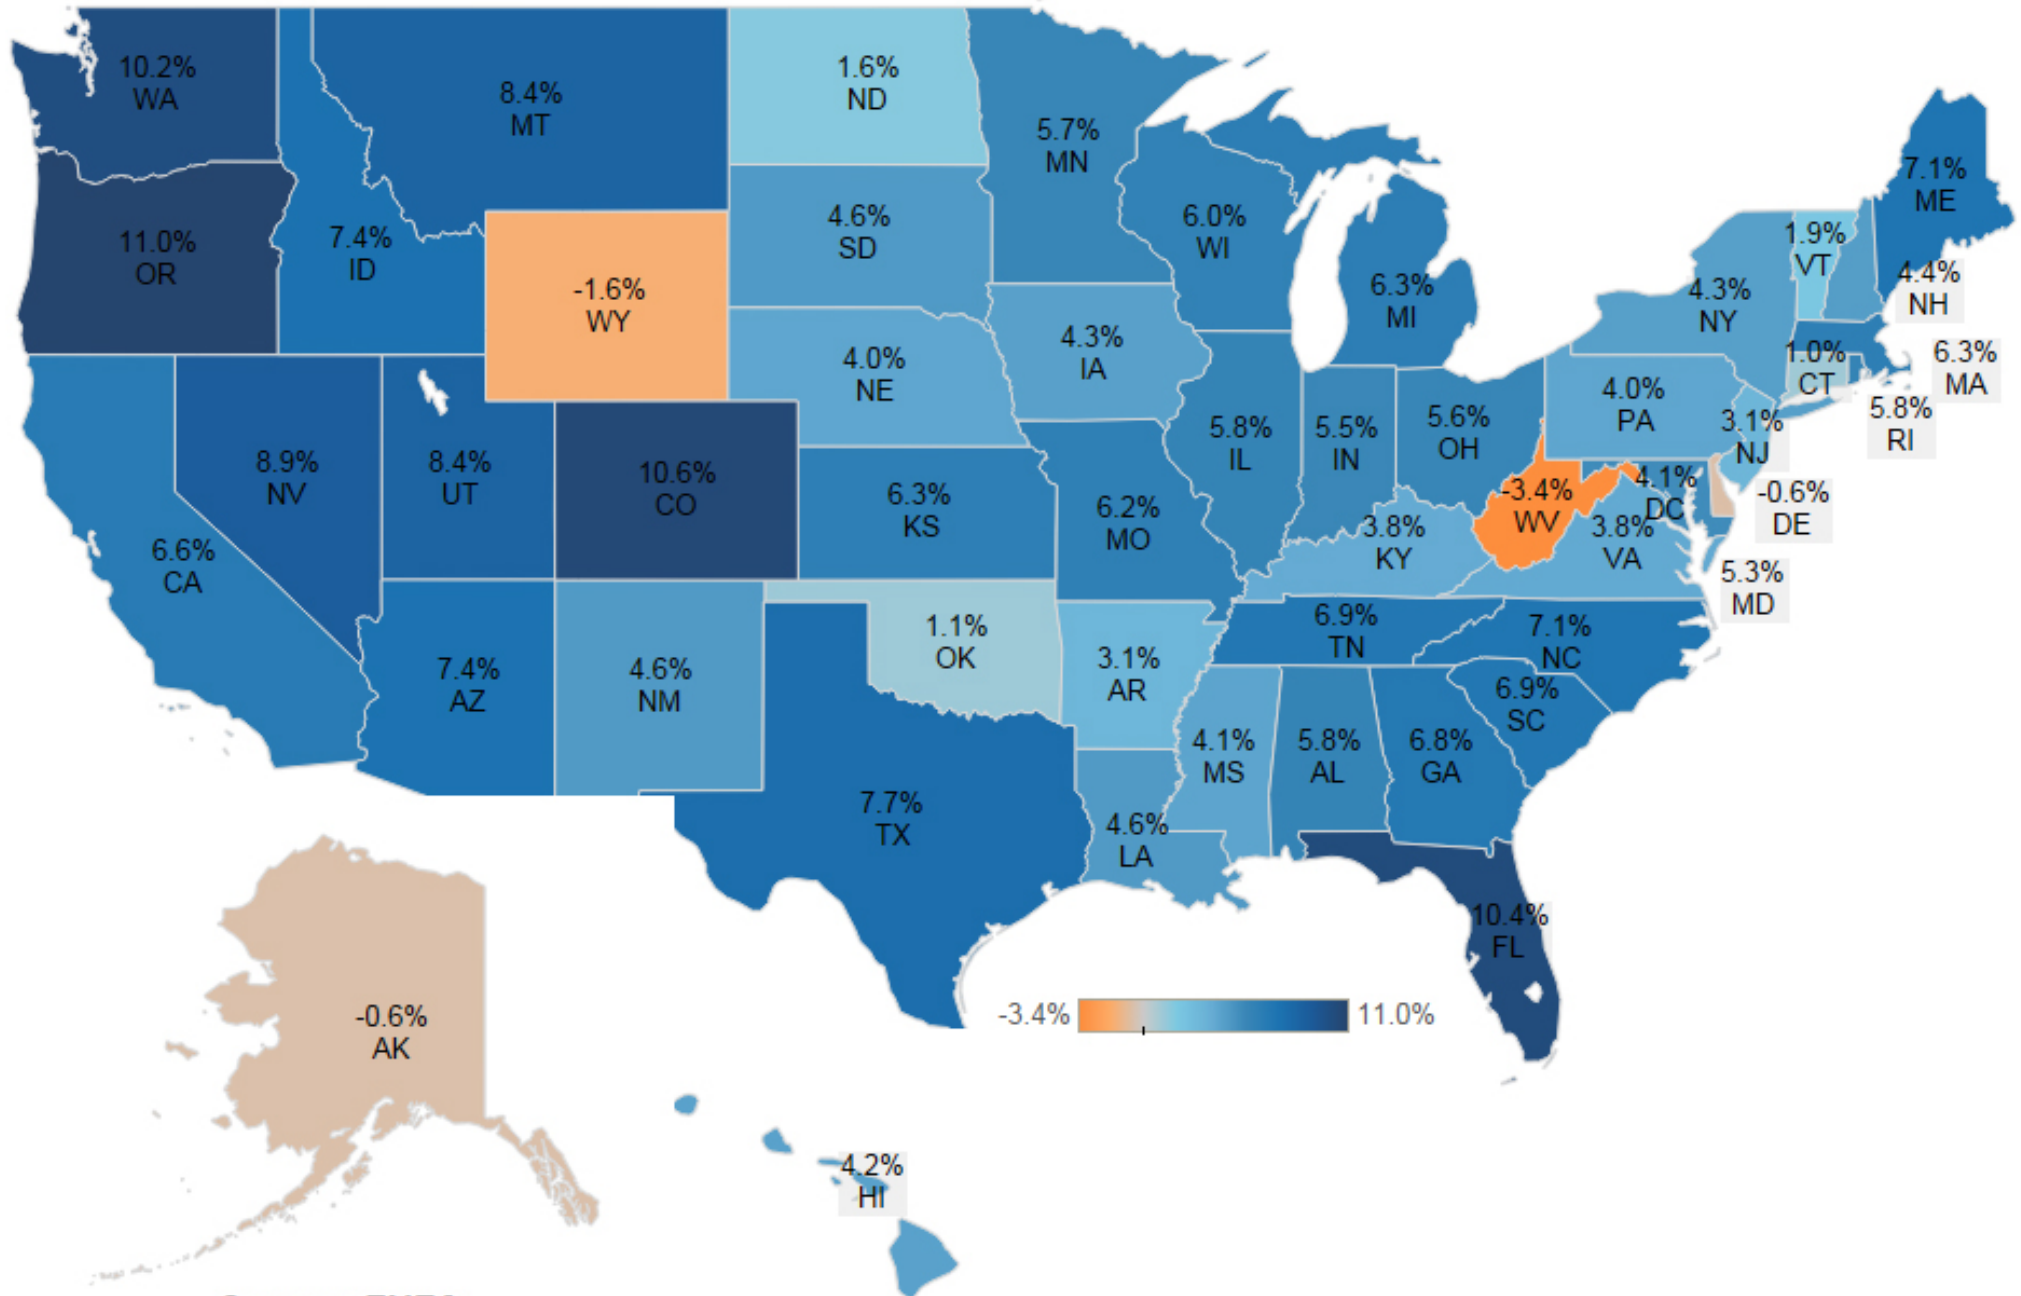 10.2%
WA
8.4%
MT
1.6%
ND
5.7%
MN
7.1%
ME
11.0%
OR
7.4%
ID
-1.6%
WY
4.6%
SD
6.0%
WI
6.3%
MI
4.3%
NY
1.9%
VT
4.4%
NH
4.0%
NE
4.3%
IA
1.0%
CT
6.3%
MA
5.8%
RI
4.0%
PA
3.1%
NJ
8.9%
NV
8.4%
UT
10.6%
CO
6.3%
KS
6.2%
MO
5.8%
IL
5.5%
IN
5.6%
OH
-3.4%
WV
4.1%
DC
-0.6%
DE
6.6%
CA
3.8%
KY
3.8%
VA
5.3%
MD
7.4%
AZ
4.6%
NM
1.1%
OK
3.1%
AR
6.9%
TN
7.1%
NC
6.9%
SC
7.7%
TX
4.6%
LA
4.1%
MS
5.8%
AL
6.8%
GA
10.4%
FL
-3.4% 11.0%
-0.6%
AK
4.2%
HI